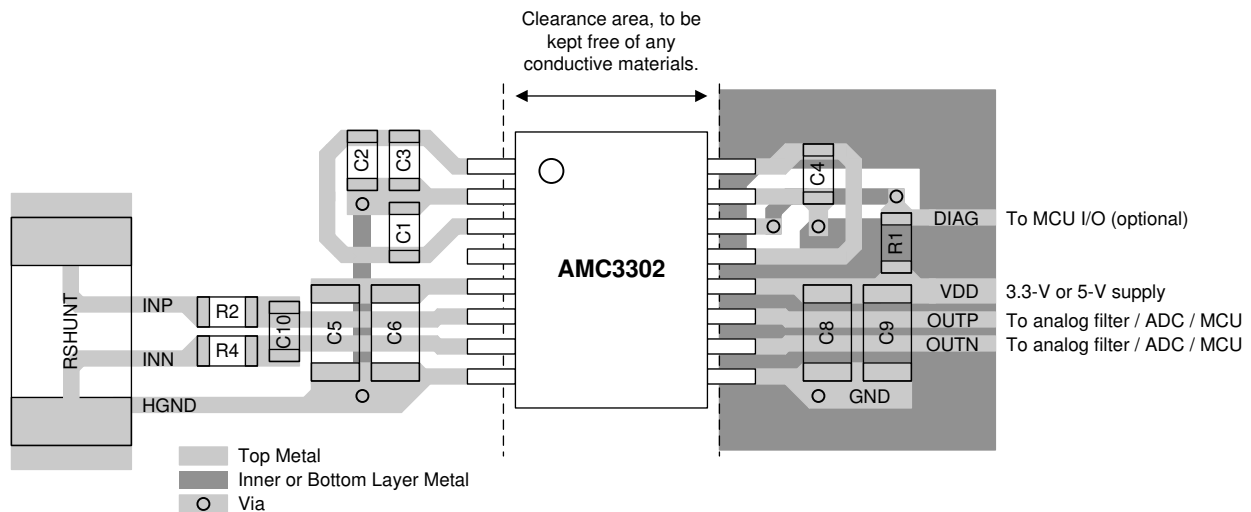 Clearance area, to be
kept free of any
conductive materials.
C2
C3
C4
C1
R1
DIAG
To MCU I/O (optional)
AMC3302
RSHUNT
INP
R2
C10
C5
C6
C8
C9
VDD
3.3-V or 5-V supply
OUTP
To analog filter / ADC / MCU
INN
R4
OUTN
To analog filter / ADC / MCU
HGND
GND
Top Metal
Inner or Bottom Layer Metal
Via